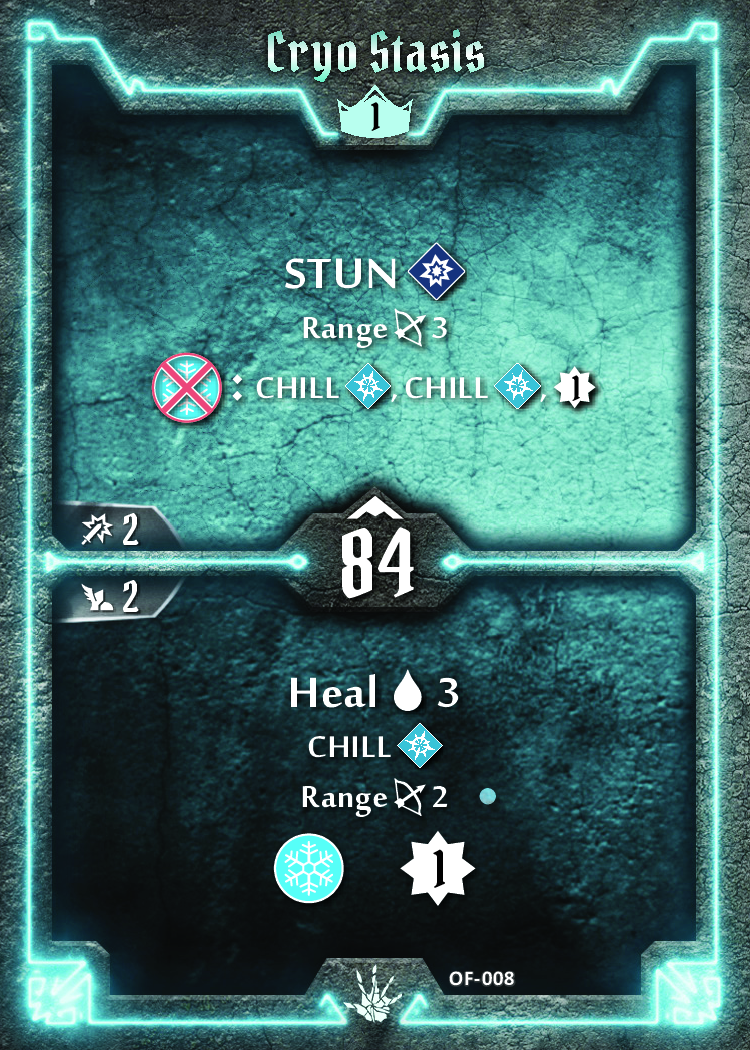 Cryo Stasis
1
STUN
Range 3
: CHILL , CHILL , 1
2
84
2
Heal 3
CHILL
Range 2
1
OF-008